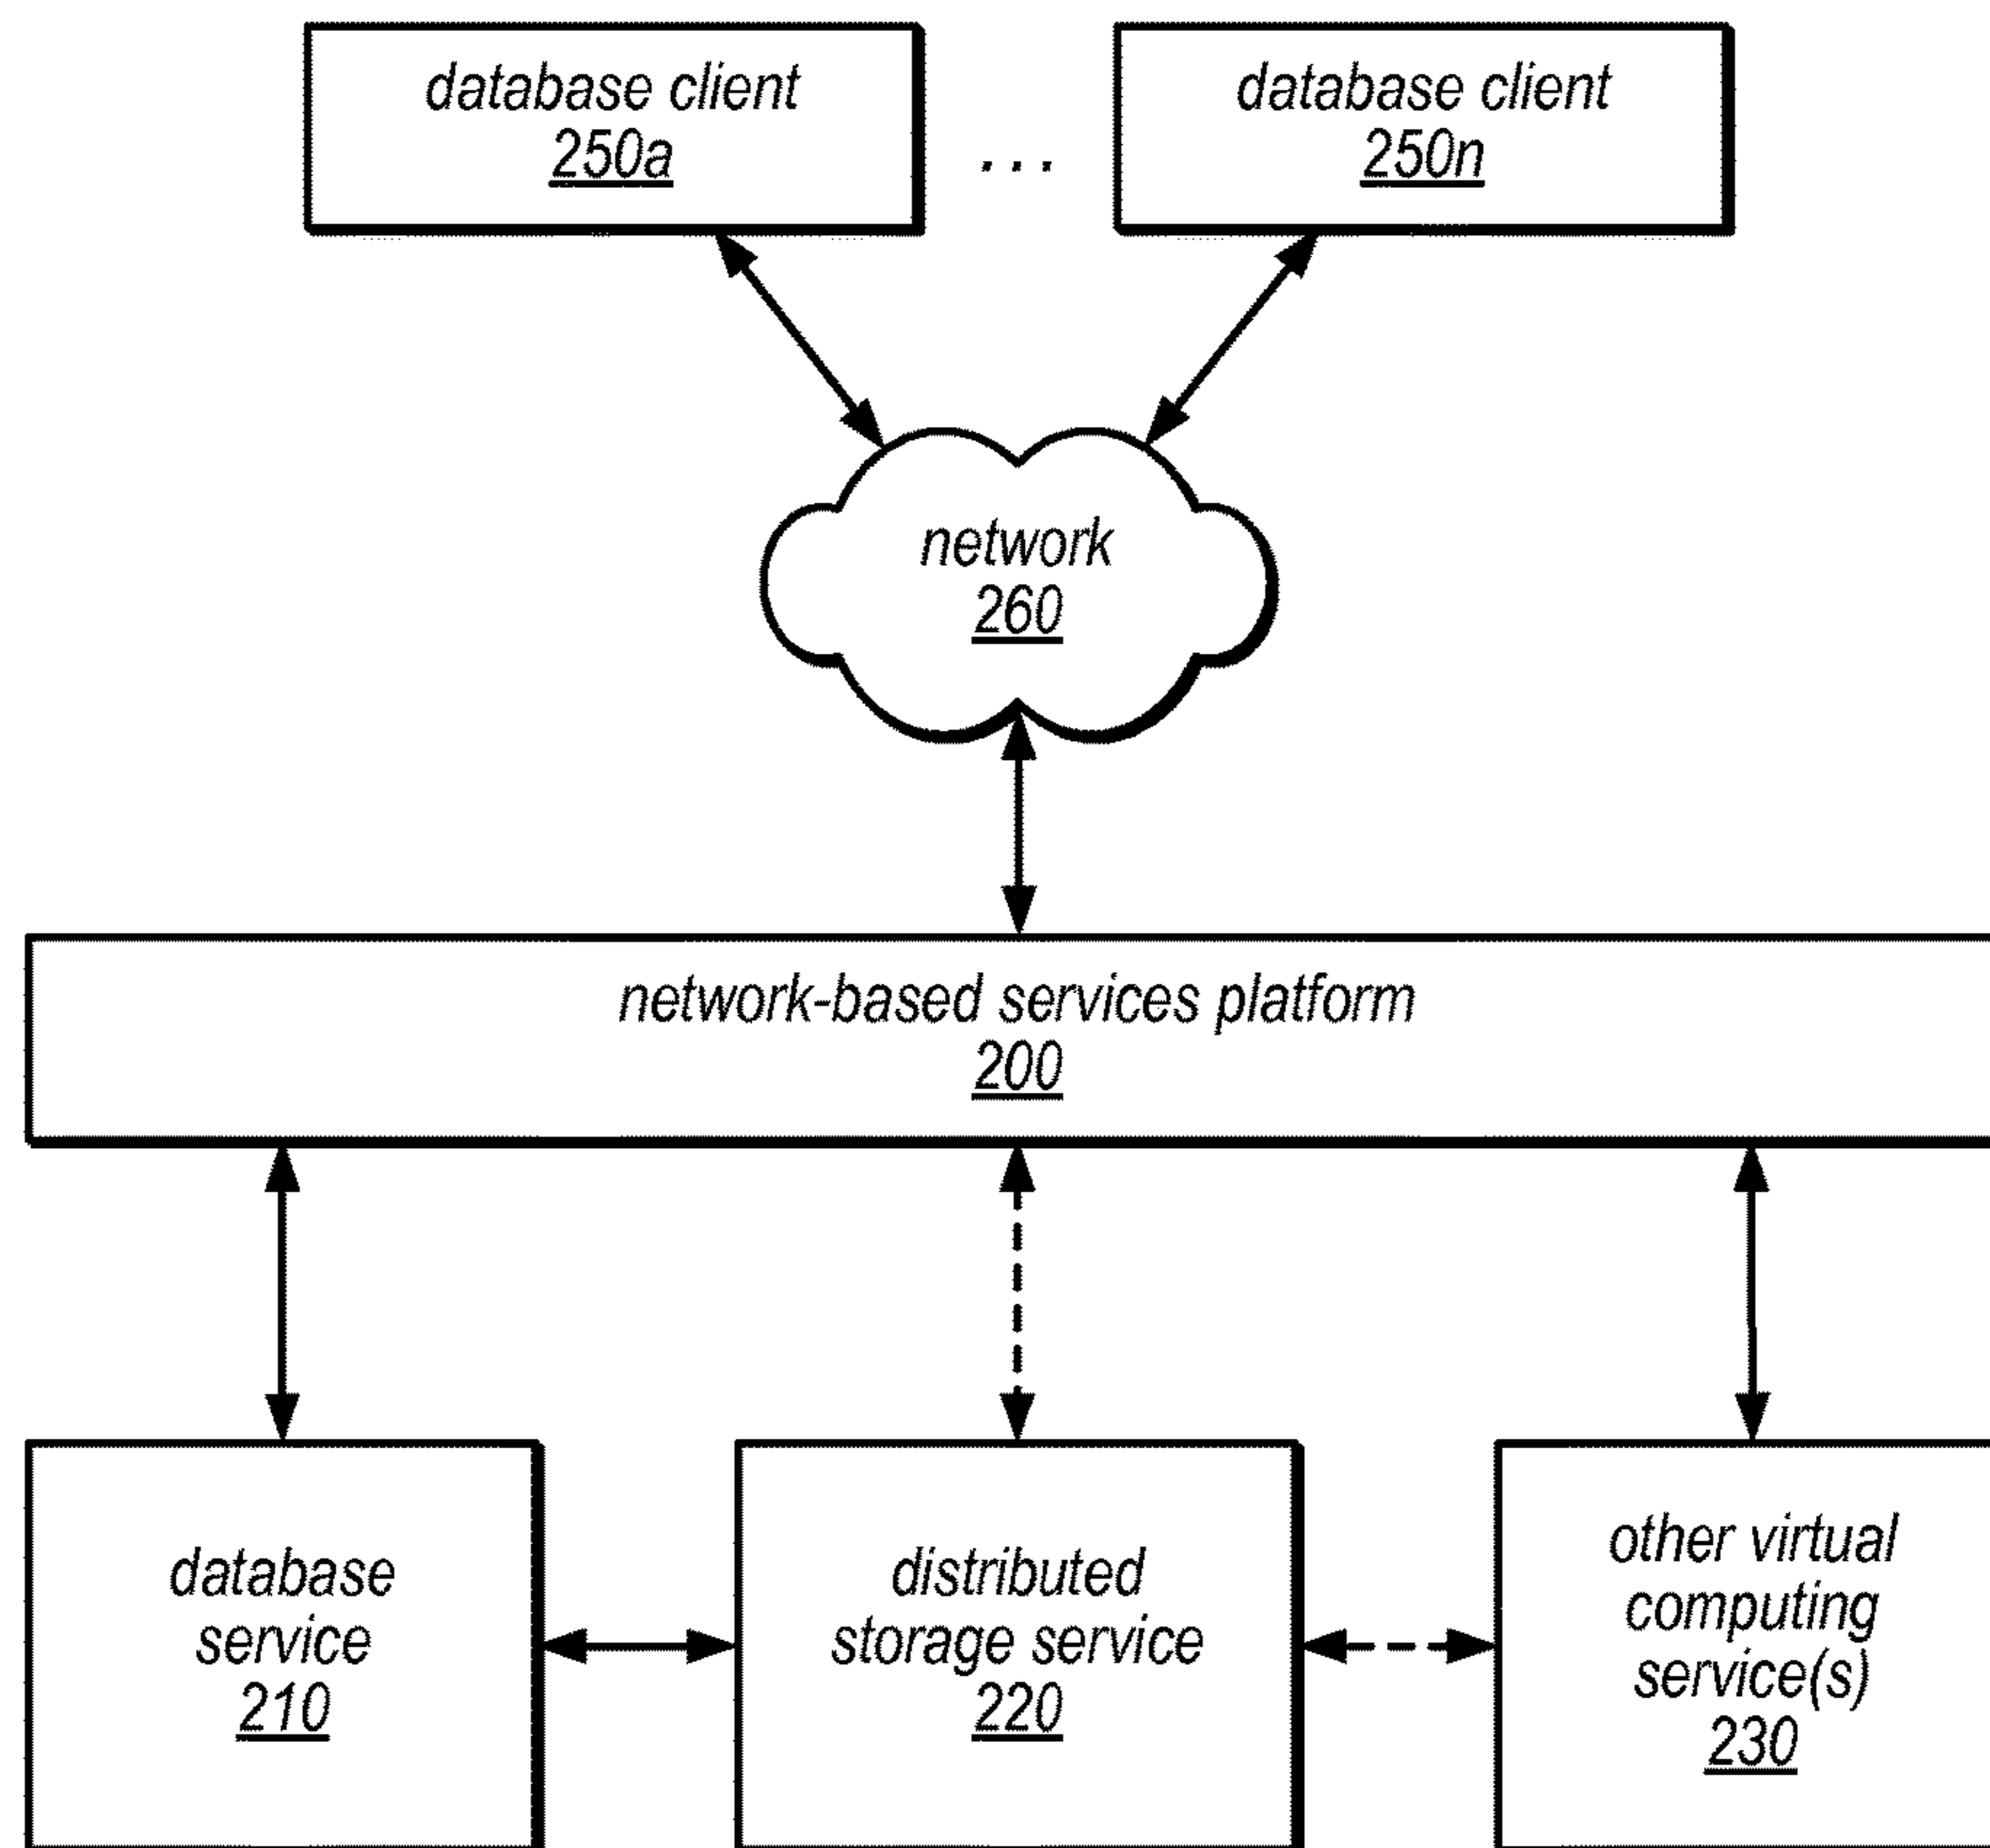 database client
250a
...
database client
250n
network
260
network-based services platform
200
database
service
210
distributed
storage service
220
other virtual
computing
service(s)
230